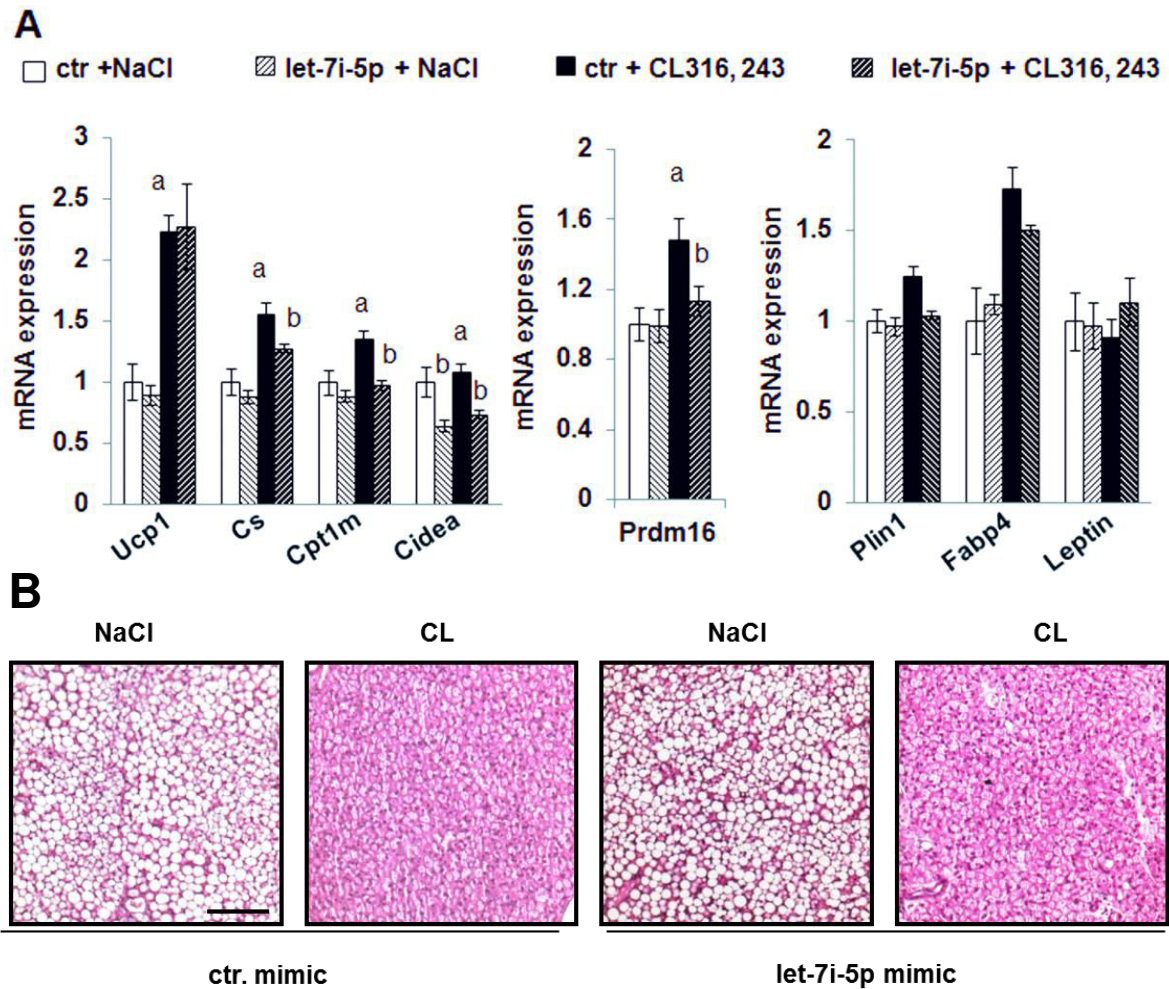 A
ctr +NaCl let-7i-5p + NaCl ctr + CL316, 243 let-7i-5p + CL316, 243
mRNA expression
3
2.5
2
1.5
1
0.5
0
a
a
b
a
b
b
a
b
Ucp1 Cs Cpt1m Cidea
mRNA expression
2
1.6
1.2
0.8
0.4
0
a
b
Prdm16
mRNA expression
2
1.5
1
0.5
0
Plin1 Fabp4 Leptin
B
NaCl CL NaCl CL
ctr. mimic let-7i-5p mimic